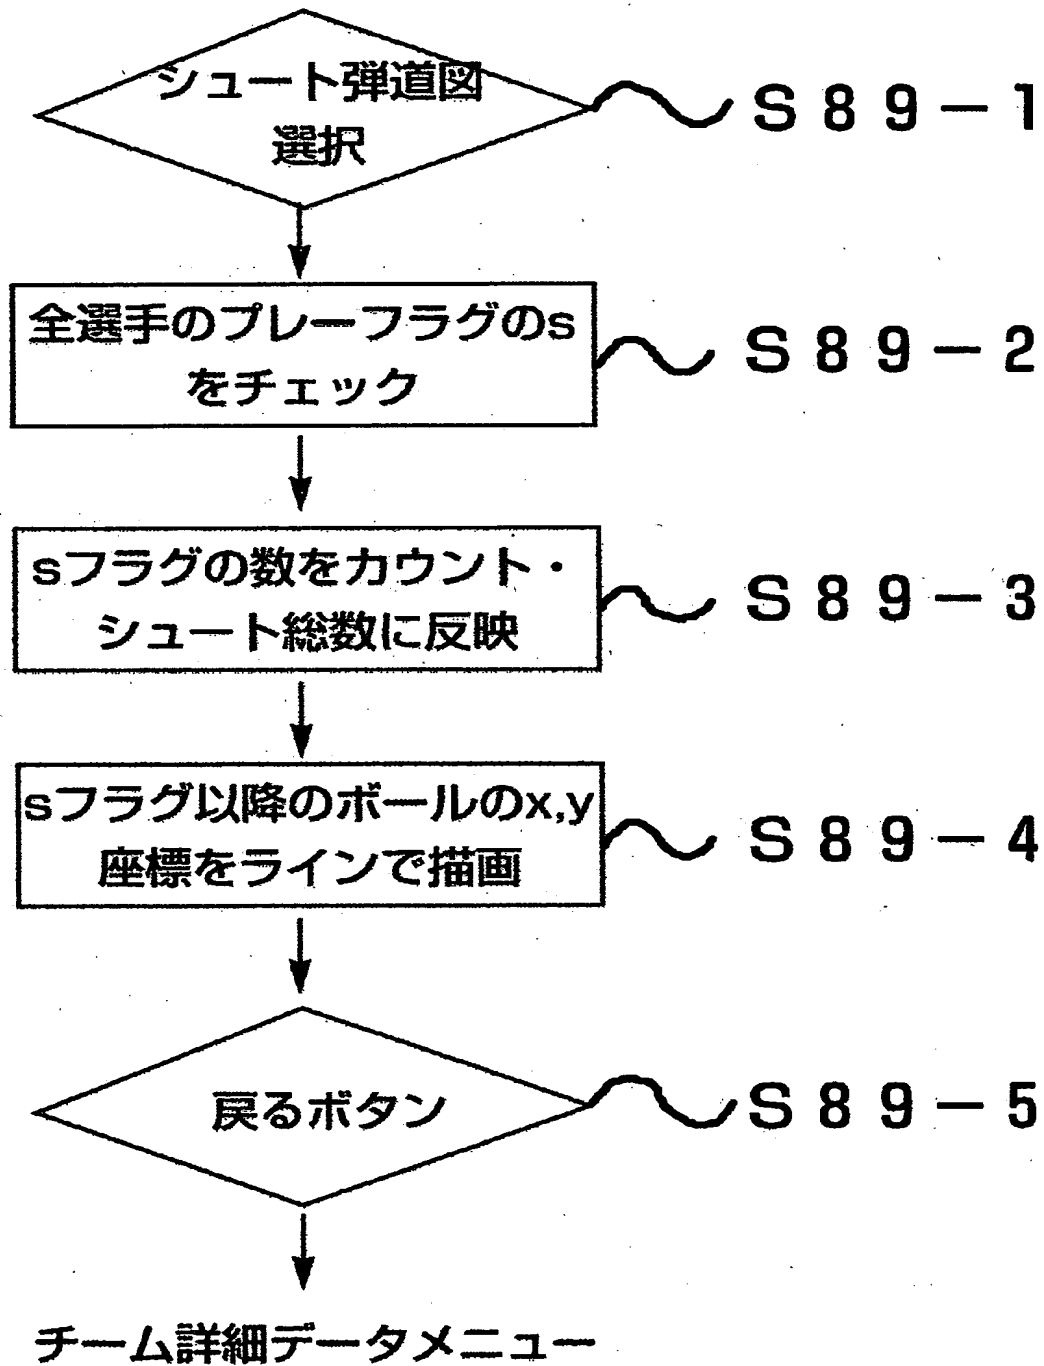 シュート弾道図
選択
S89-1
全選手のプレーフラグのs
をチェック
S89-2
sフラグの数をカウント・
シュート総数に反映
S89-3
sフラグ以降のボールのx,y
座標をラインで描画
S89-4
戻るボタン
S89-5
チーム詳細データメニュー